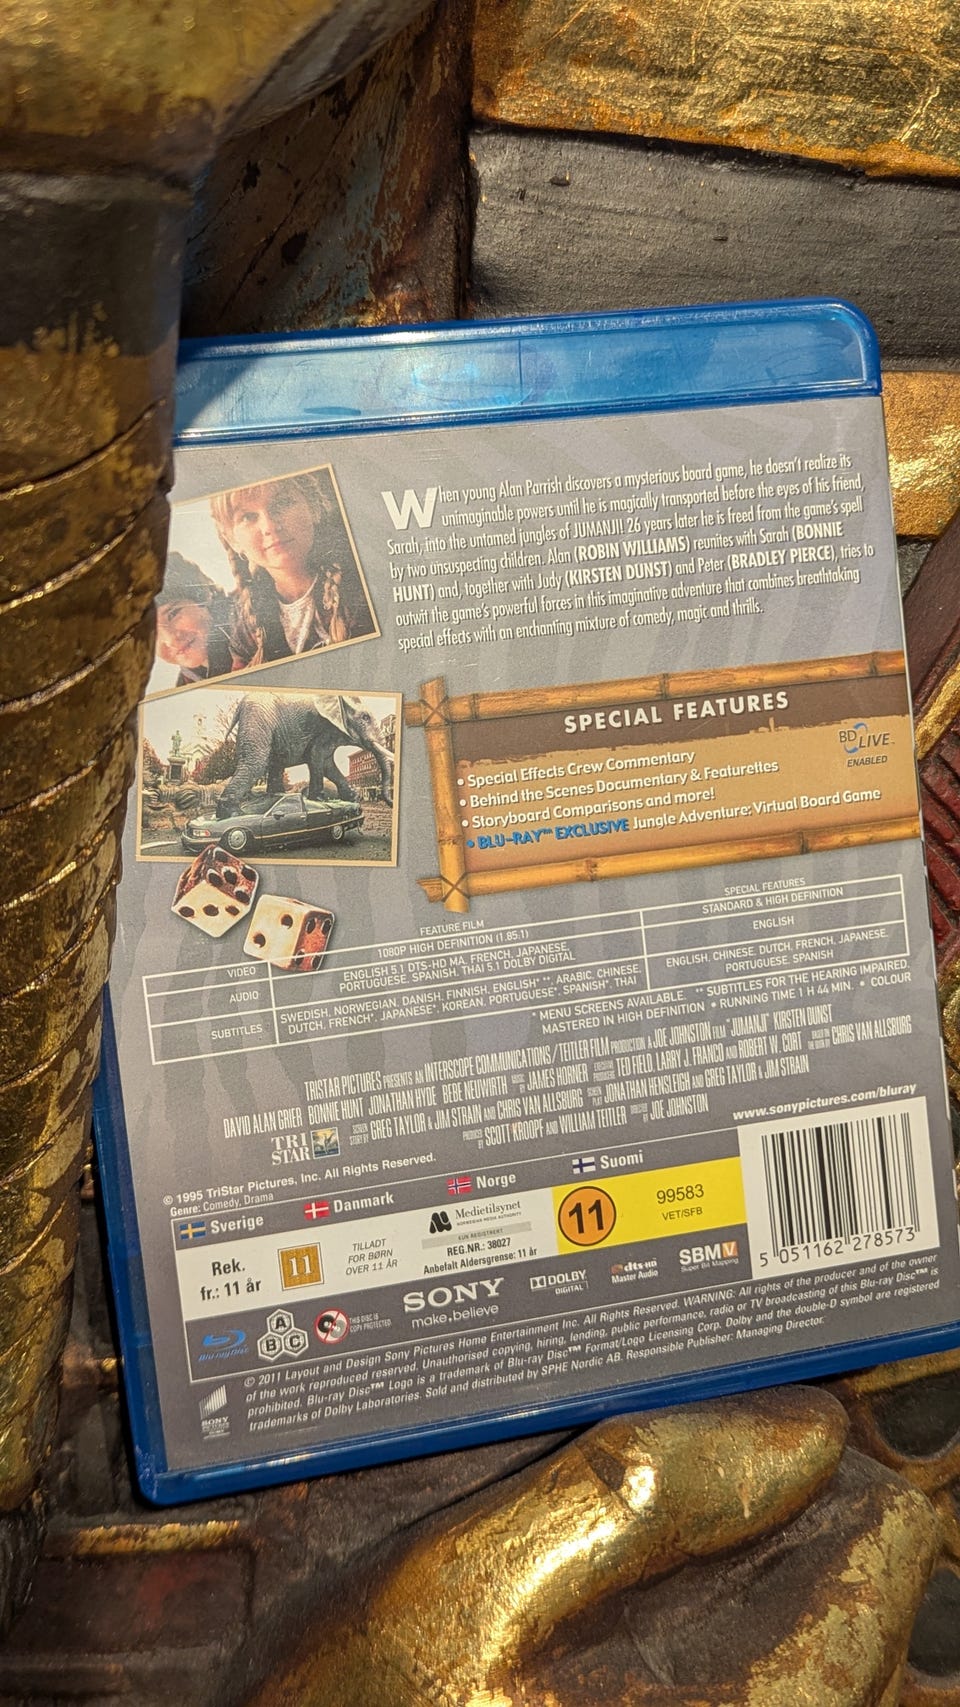 When young Alan Parrish discovers a mysterious board game, he doesn't realize its
unimaginable powers until he is magically transported before the eyes of his friend,
Sarah, into the untamed jungles of JUMANJI! 26 years later he is freed from the game's spell
by two unsuspecting children. Alan (ROBIN WILLIAMS) reunites with Sarah (BONNIE
HUNT) and, together with Judy (KIRSTEN DUNST) and Peter (BRADLEY PIERCE), tries to
outwit the game's powerful forces in this imaginative adventure that combines breathtaking
special effects with an enchanting mixture of comedy, magic and thrills.
SPECIAL FEATURES
• Special Effects Crew Commentary
• Behind the Scenes Documentary & Featurettes
• Storyboard Comparisons and more!
• BLU-RAY™ EXCLUSIVE Jungle Adventure: Virtual Board Game
BD LIVE™
ENABLED
FEATURE FILM
SPECIAL FEATURES
VIDEO
1080P HIGH DEFINITION (1.85:1)
STANDARD & HIGH DEFINITION
AUDIO
ENGLISH 5.1 DTS-HD MA. FRENCH, JAPANESE,
PORTUGUESE, SPANISH, THAI 5.1 DOLBY DIGITAL
ENGLISH
SUBTITLES
SWEDISH, NORWEGIAN, DANISH, FINNISH, ENGLISH* **, ARABIC, CHINESE,
DUTCH, FRENCH*, JAPANESE*, KOREAN, PORTUGUESE*, SPANISH*, THAI
ENGLISH, CHINESE, DUTCH, FRENCH, JAPANESE,
PORTUGUESE, SPANISH
* MENU SCREENS AVAILABLE ** SUBTITLES FOR THE HEARING IMPAIRED.
MASTERED IN HIGH DEFINITION • RUNNING TIME 1 H 44 MIN. • COLOUR
TRISTAR PICTURES PRESENTS AN INTERSCOPE COMMUNICATIONS/TEITLER FILM PRODUCTION A JOE JOHNSTON FILM "JUMANJI" KIRSTEN DUNST
DAVID ALAN GRIER BONNIE HUNT JONATHAN HYDE BEBE NEUWIRTH MUSIC BY JAMES HORNER EXECUTIVE PRODUCERS TED FIELD, LARRY J. FRANCO AND ROBERT W. CORT BASED ON THE BOOK BY CHRIS VAN ALLSBURG
SCREEN STORY BY GREG TAYLOR & JIM STRAIN AND CHRIS VAN ALLSBURG SCREEN PLAY BY JONATHAN HENSLEIGH AND GREG TAYLOR & JIM STRAIN
PRODUCED BY SCOTT KROOPF AND WILLIAM TEITLER DIRECTED BY JOE JOHNSTON
TRI
STAR
www.sonypictures.com/bluray
© 1995 TriStar Pictures, Inc. All Rights Reserved.
Genre: Comedy, Drama
Sverige
Danmark
Norge
Suomi
Rek.
fr.: 11 år
11
TILLADT
FOR BØRN
OVER 11 ÅR
Medietilsynet
NORWEGIAN MEDIA AUTHORITY
KUN REGISTRERT
REG.NR.: 38027
Anbefalt Aldersgrense: 11 år
11
99583
VET/SFB
5 051162 278573
Blu-ray Disc
A
B C
THIS DISC IS
COPY PROTECTED
SONY
make.believe
DOLBY
DIGITAL
dts-HD
Master Audio
SBMV
Super Bit Mapping
© 2011 Layout and Design Sony Pictures Home Entertainment Inc. All Rights Reserved. WARNING: All rights of the producer and of the owner
of the work reproduced reserved. Unauthorised copying, hiring, lending, public performance, radio or TV broadcasting of this Blu-ray Disc™ is
prohibited. Blu-ray Disc™ Logo is a trademark of Blu-ray Disc™ Format/Logo Licensing Corp. Dolby and the double-D symbol are registered
trademarks of Dolby Laboratories. Sold and distributed by SPHE Nordic AB. Responsible Publisher: Managing Director.
SONY
PICTURES